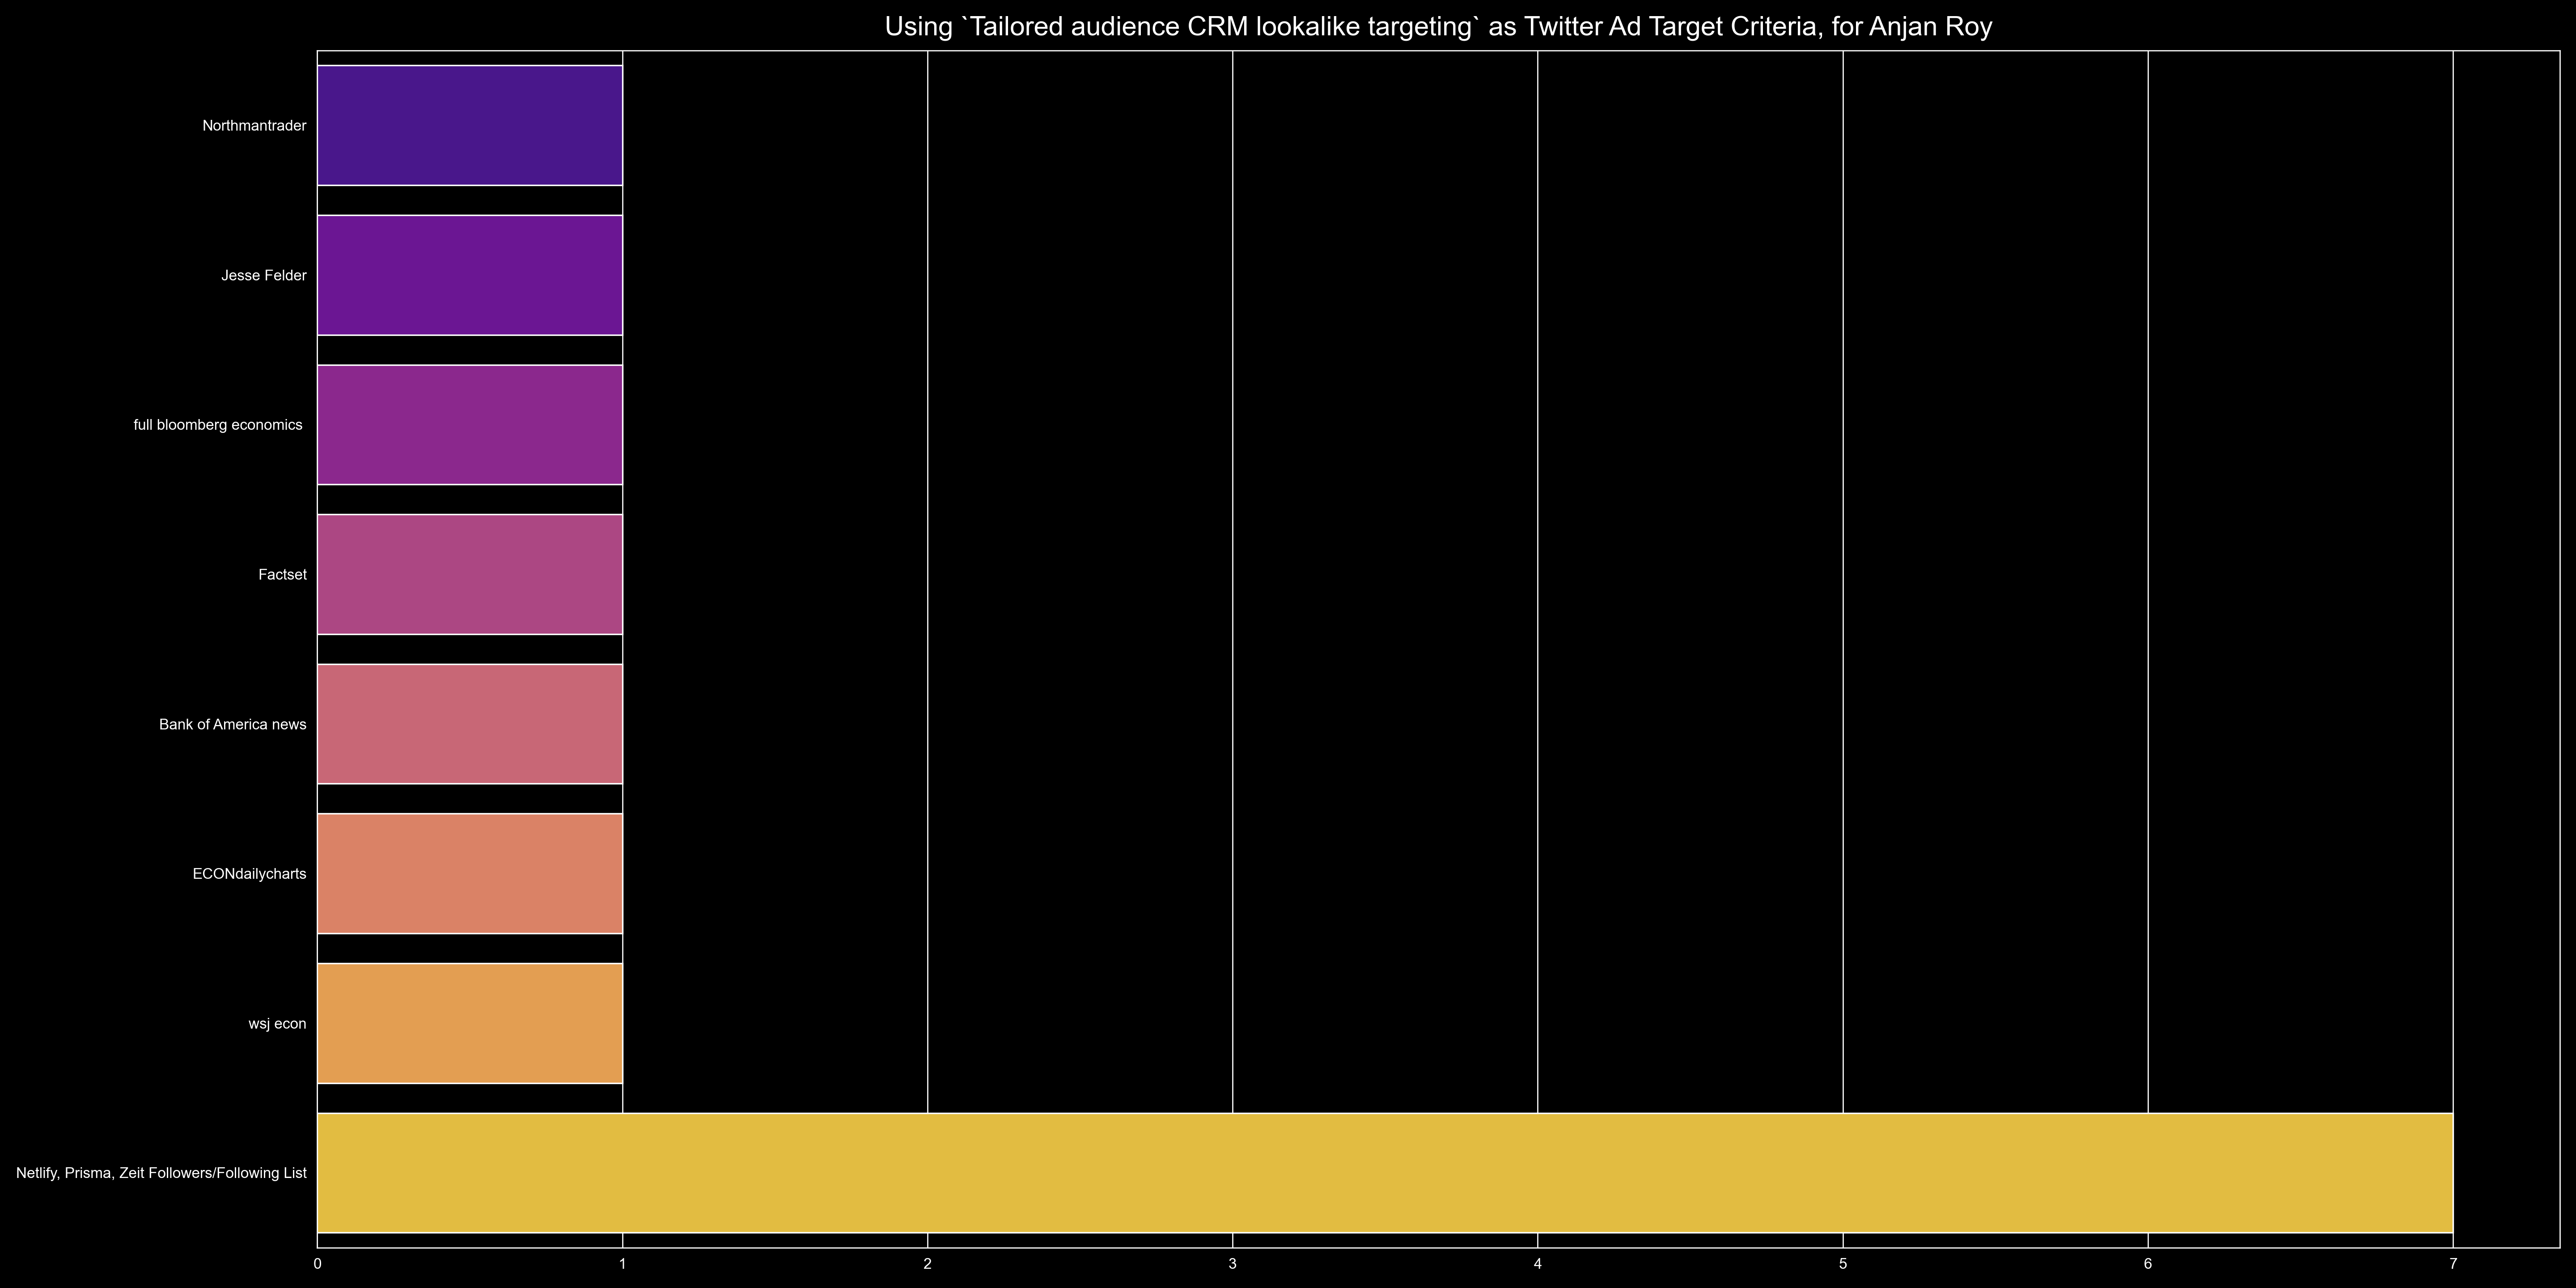 Using `Tailored audience CRM lookalike targeting` as Twitter Ad Target Criteria, for Anjan Roy
Northmantrader
Jesse Felder
full bloomberg economics
Factset
Bank of America news
ECONdailycharts
wsj econ
Netlify, Prisma, Zeit Followers/Following List
0 1 2 3 4 5 6 7